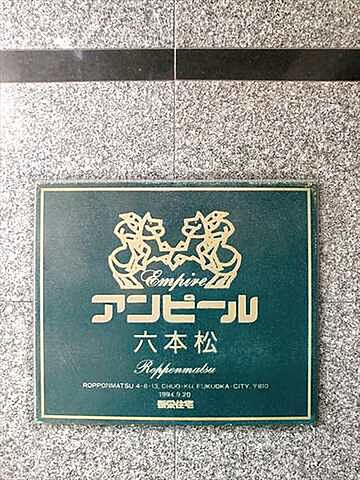 Empire
アンピール
六本松
Ropponmatsu
ROPPONMATSU 4-8-13, CHUO-KU, FUKUOKA-CITY, 〒810
1994.9.20